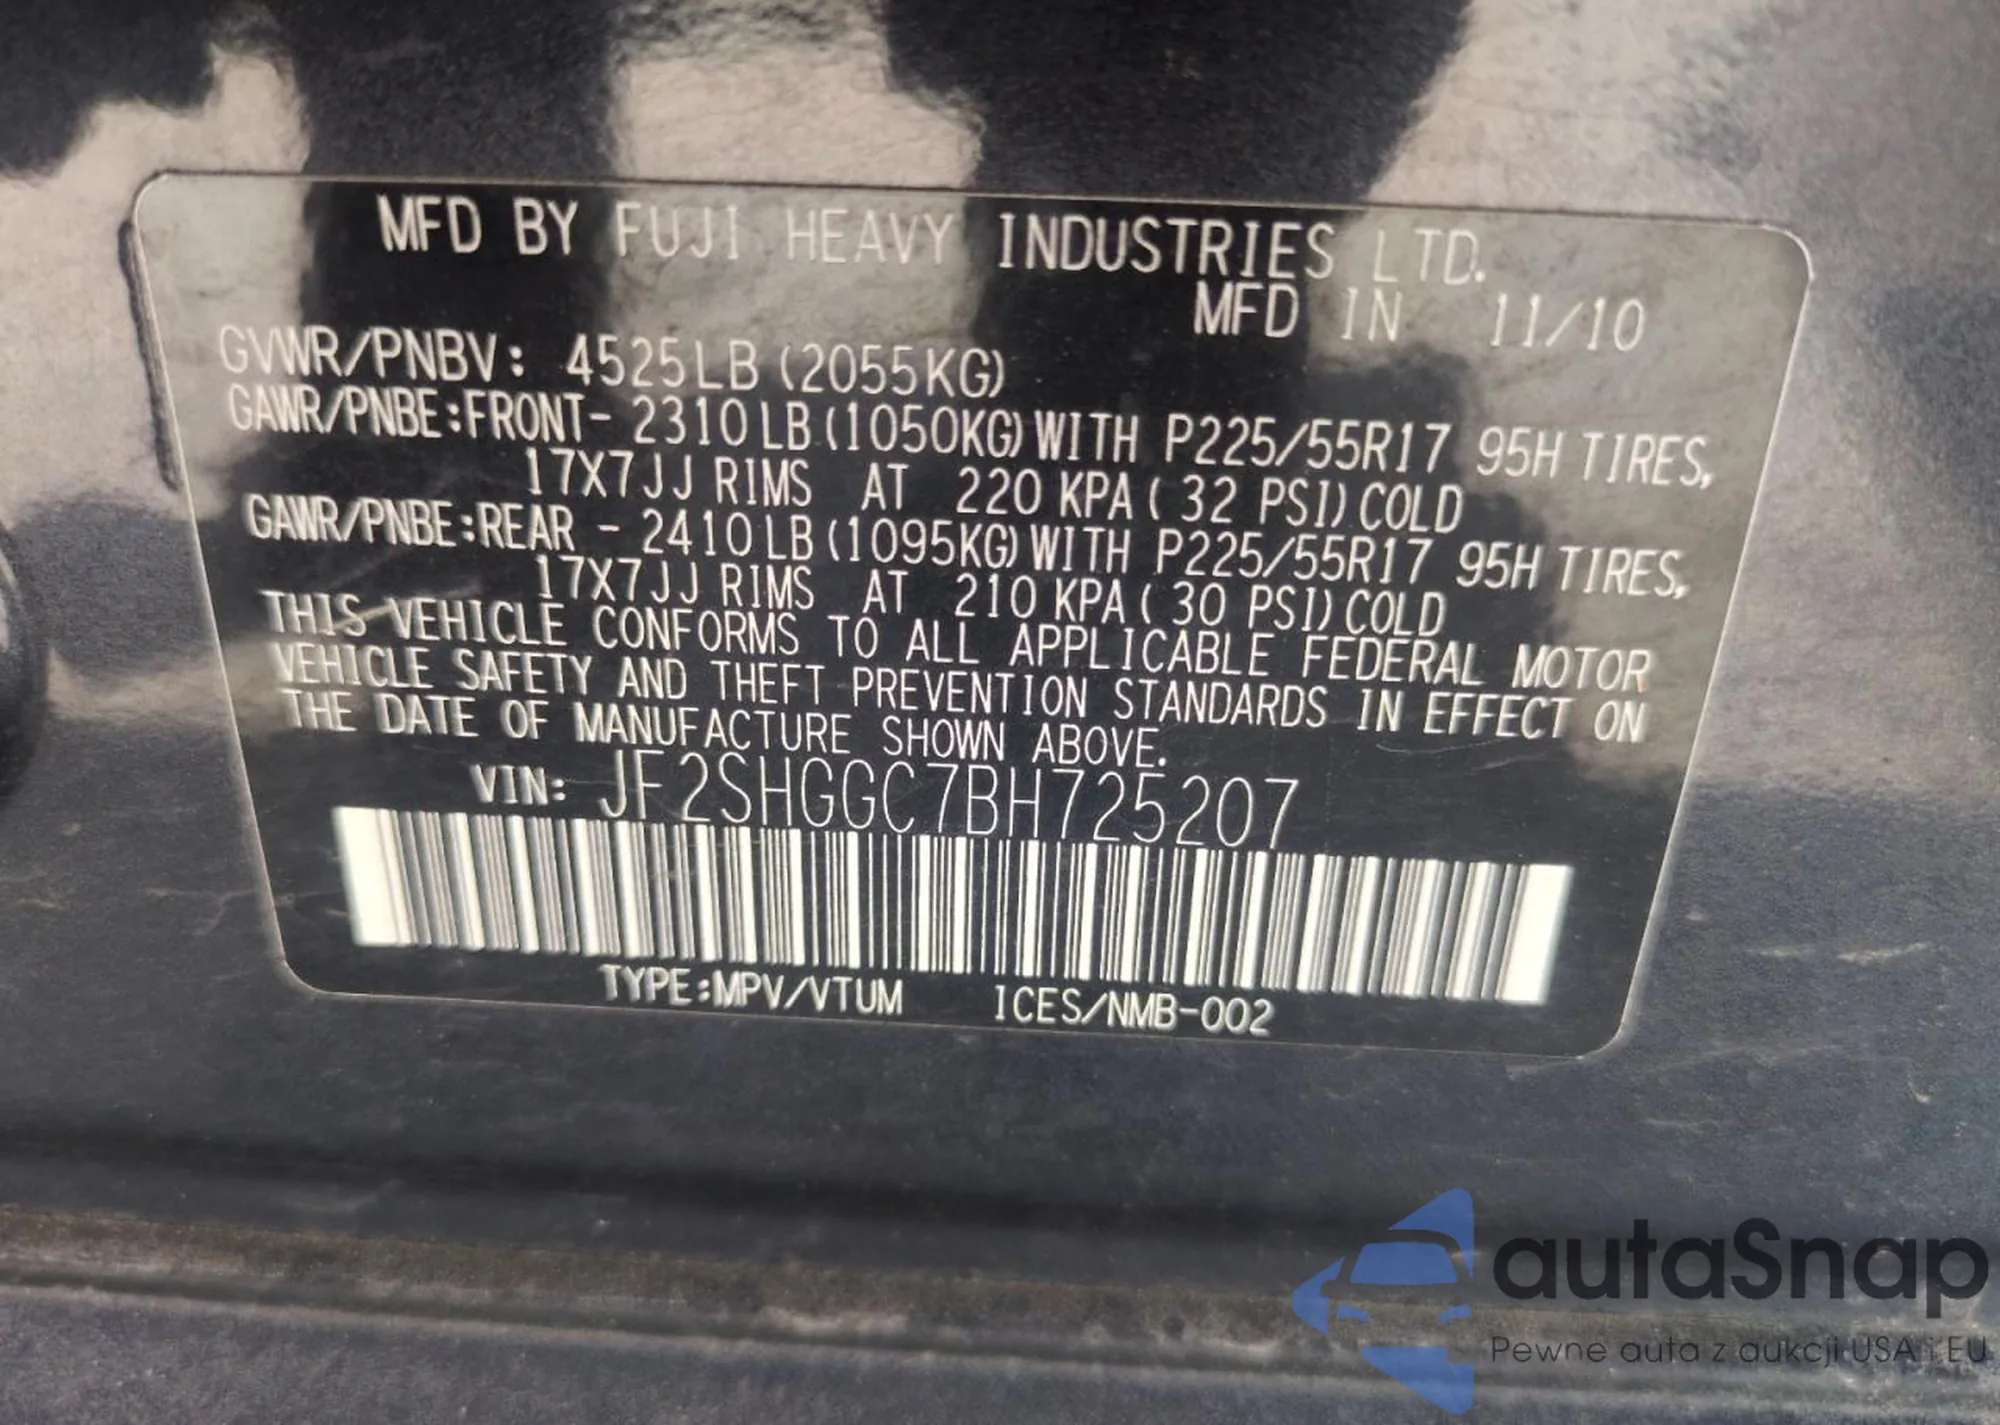 MFD BY FUJI HEAVY INDUSTRIES LTD.
MFD IN 11/10
GVWR/PNBV: 4525LB (2055KG)
GAWR/PNBE:FRONT- 2310LB (1050KG) WITH P225/55R17 95H TIRES,
17X7JJ RIMS AT 220 KPA ( 32 PSI) COLD
GAWR/PNBE:REAR - 2410LB (1095KG) WITH P225/55R17 95H TIRES,
17X7JJ RIMS AT 210 KPA ( 30 PSI) COLD
THIS VEHICLE CONFORMS TO ALL APPLICABLE FEDERAL MOTOR
VEHICLE SAFETY AND THEFT PREVENTION STANDARDS IN EFFECT ON
THE DATE OF MANUFACTURE SHOWN ABOVE.
VIN: JF2SHGGC7BH725207
TYPE:MPV/VTUM ICES/NMB-002
autaSnap
Pewne auta z aukcji USA i EU